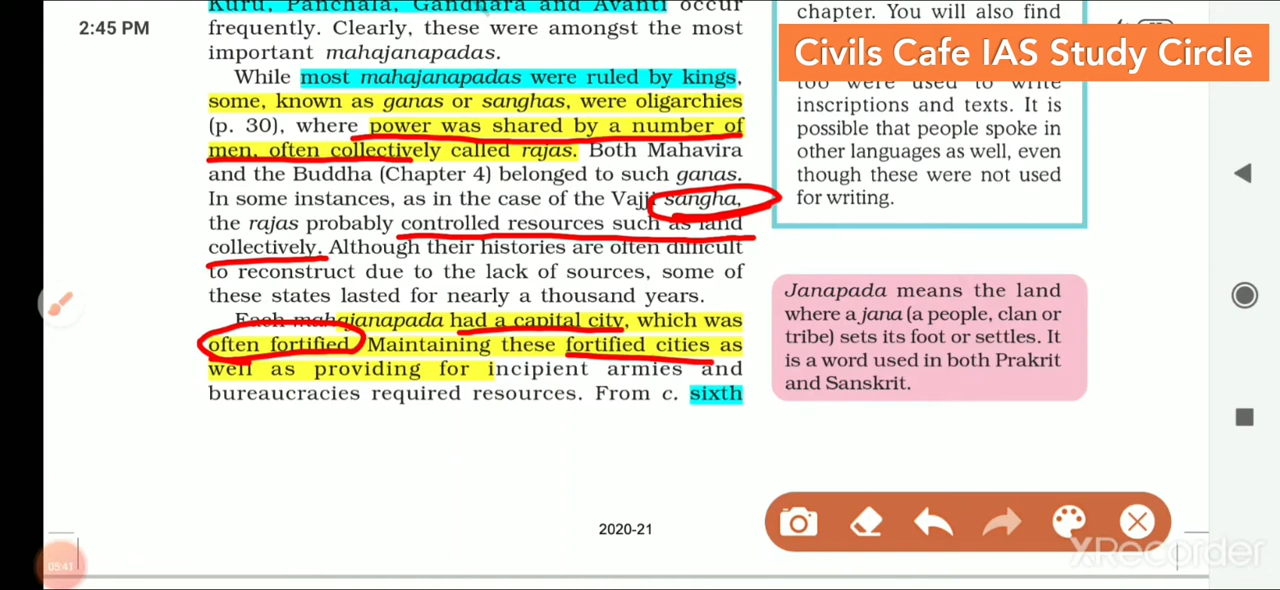 2:45 PM
Kuru, Panchala, Gandhara and Avanti occur
frequently. Clearly, these were amongst the most
important mahajanapadas.
While most mahajanapadas were ruled by kings,
some, known as ganas or sanghas, were oligarchies
(p. 30), where power was shared by a number of
men, often collectively called rajas. Both Mahavira
and the Buddha (Chapter 4) belonged to such ganas.
In some instances, as in the case of the Vajji sangha,
the rajas probably controlled resources such as land
collectively. Although their histories are often difficult
to reconstruct due to the lack of sources, some of
these states lasted for nearly a thousand years.
Each mahajanapada had a capital city, which was
often fortified. Maintaining these fortified cities as
well as providing for incipient armies and
bureaucracies required resources. From c. sixth
chapter. You will also find
Civils Cafe IAS Study Circle
too were used to write
inscriptions and texts. It is
possible that people spoke in
other languages as well, even
though these were not used
for writing.
Janapada means the land
where a jana (a people, clan or
tribe) sets its foot or settles. It
is a word used in both Prakrit
and Sanskrit.
2020-21
05:41
XRecorder